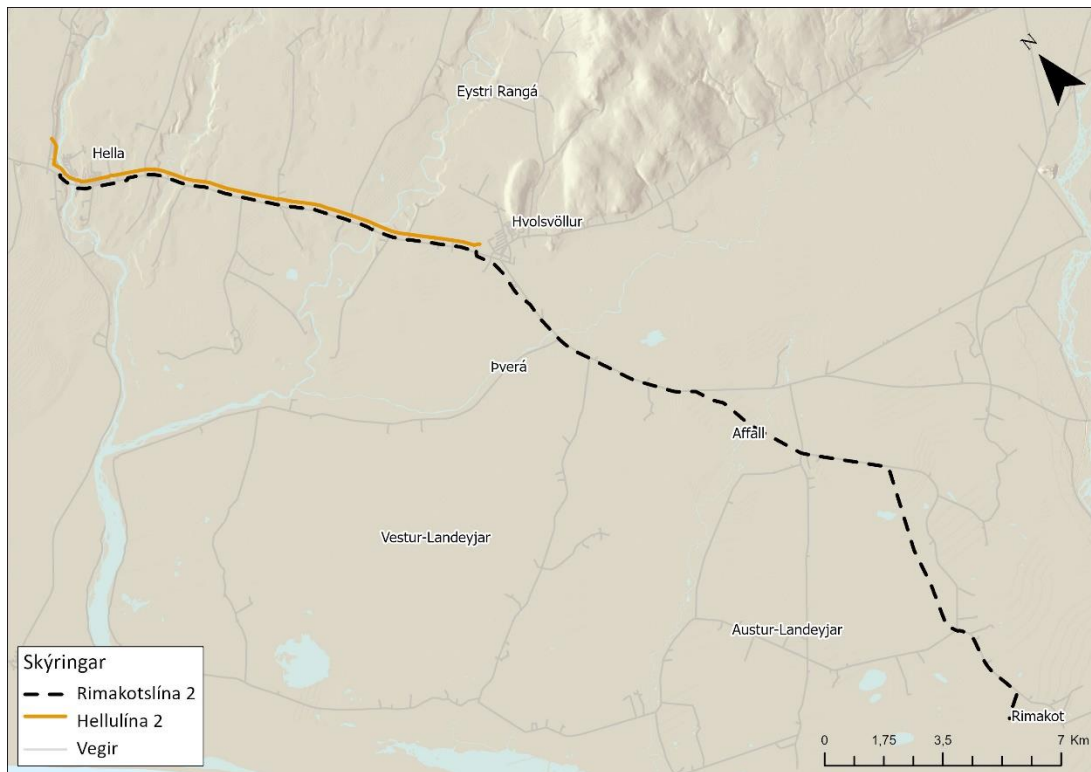 N
Eystri Rangá
Hella
Hvolsvöllur
Þverá
Affall
Vestur-Landeyjar
Austur-Landeyjar
Rimakot
Skýringar
Rimakotslína 2
Hellulína 2
Vegir
0 1,75 3,5 7 Km